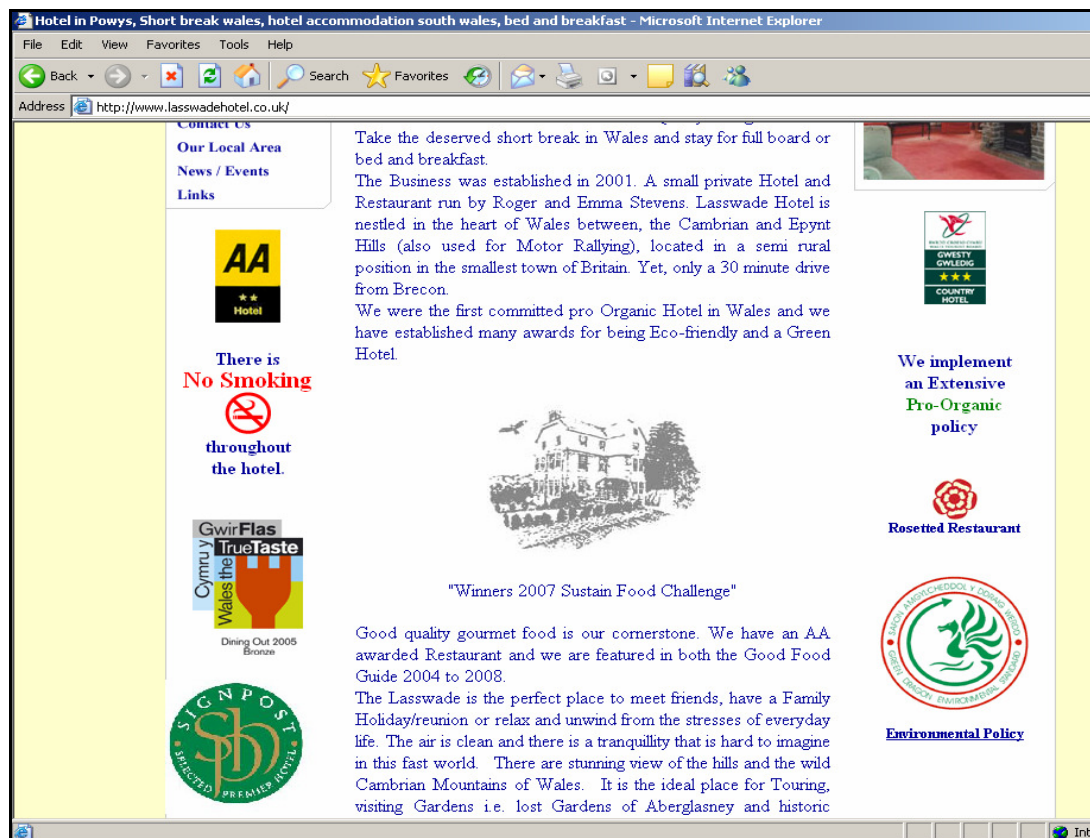 Hotel in Powys, Short break wales, hotel accommodation south wales, bed and breakfast - Microsoft Internet Explorer
File Edit View Favorites Tools Help
Back Search Favorites
Address http://www.lasswadehotel.co.uk/
Contact Us
Our Local Area
News / Events
Links
AA
Hotel
There is
No Smoking
throughout
the hotel.
GwirFlas
TrueTaste
Cymru y
Wales the
Dining Out 2005
Bronze
SIGNPOST
SELECTED PREMIER HOTEL
Take the deserved short break in Wales and stay for full board or
bed and breakfast.
The Business was established in 2001. A small private Hotel and
Restaurant run by Roger and Emma Stevens. Lasswade Hotel is
nestled in the heart of Wales between, the Cambrian and Epynt
Hills (also used for Motor Rallying), located in a semi rural
position in the smallest town of Britain. Yet, only a 30 minute drive
from Brecon.
We were the first committed pro Organic Hotel in Wales and we
have established many awards for being Eco-friendly and a Green
Hotel.
"Winners 2007 Sustain Food Challenge"
Good quality gourmet food is our cornerstone. We have an AA
awarded Restaurant and we are featured in both the Good Food
Guide 2004 to 2008.
The Lasswade is the perfect place to meet friends, have a Family
Holiday/reunion or relax and unwind from the stresses of everyday
life. The air is clean and there is a tranquillity that is hard to imagine
in this fast world. There are stunning view of the hills and the wild
Cambrian Mountains of Wales. It is the ideal place for Touring,
visiting Gardens i.e. lost Gardens of Aberglasney and historic
GWESTY
GWLEDIG
COUNTRY
HOTEL
We implement
an Extensive
Pro-Organic
policy
Rosetted Restaurant
SAFON AMGYLCHEDDOL Y DDRAIG WERDD
GREEN DRAGON ENVIRONMENTAL STANDARD
Environmental Policy
Int